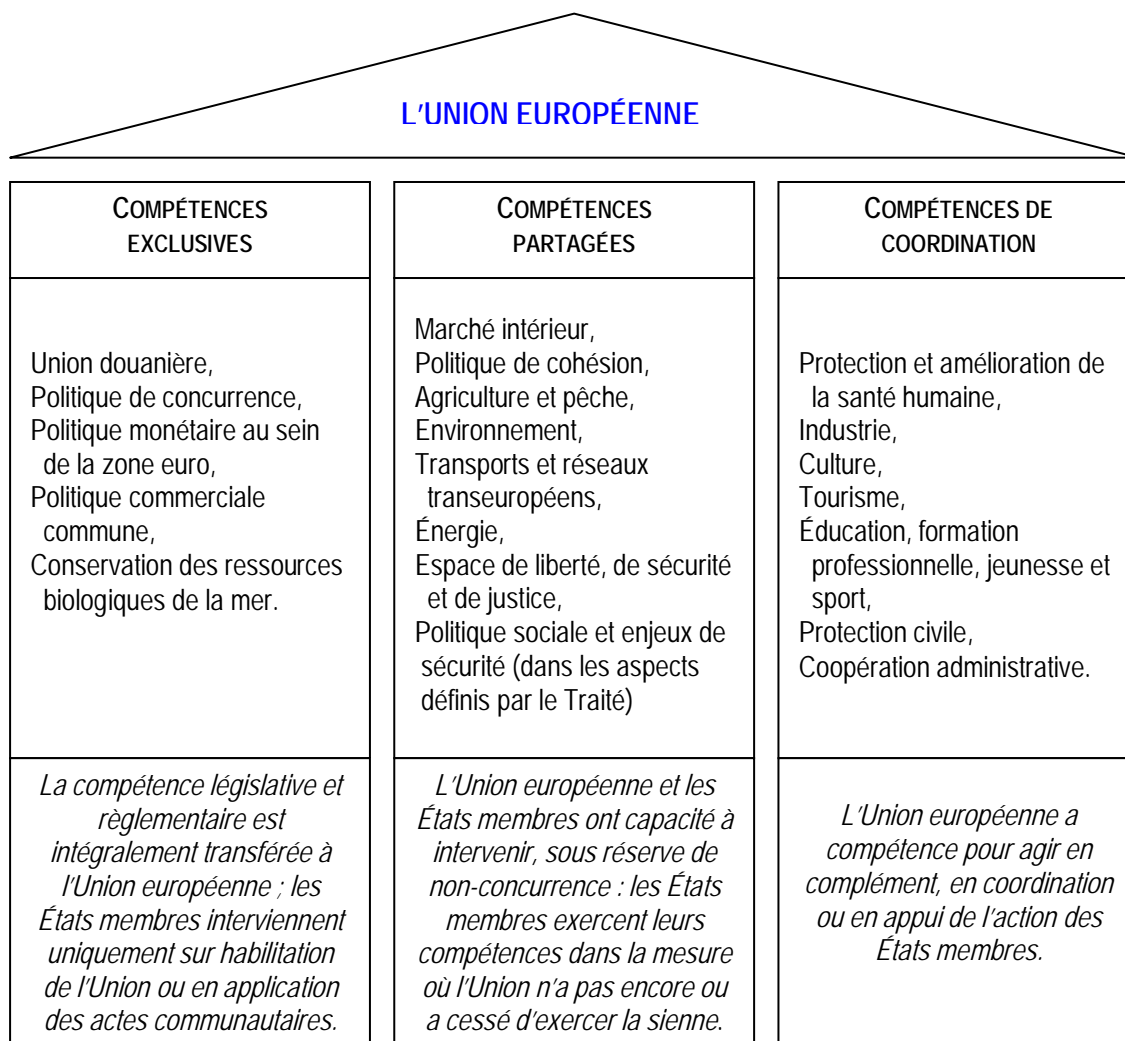 L'UNION EUROPÉENNE
COMPÉTENCES
EXCLUSIVES
Union douanière,
Politique de concurrence,
Politique monétaire au sein
de la zone euro,
Politique commerciale
commune,
Conservation des ressources
biologiques de la mer.
La compétence législative et
règlementaire est
intégralement transférée à
l'Union européenne ; les
États membres interviennent
uniquement sur habilitation
de l'Union ou en application
des actes communautaires.
COMPÉTENCES
PARTAGÉES
Marché intérieur,
Politique de cohésion,
Agriculture et pêche,
Environnement,
Transports et réseaux
transeuropéens,
Énergie,
Espace de liberté, de sécurité
et de justice,
Politique sociale et enjeux de
sécurité (dans les aspects
définis par le Traité)
L'Union européenne et les
États membres ont capacité à
intervenir, sous réserve de
non-concurrence : les États
membres exercent leurs
compétences dans la mesure
où l'Union n'a pas encore ou
a cessé d'exercer la sienne.
COMPÉTENCES DE
COORDINATION
Protection et amélioration de
la santé humaine,
Industrie,
Culture,
Tourisme,
Éducation, formation
professionnelle, jeunesse et
sport,
Protection civile,
Coopération administrative.
L'Union européenne a
compétence pour agir en
complément, en coordination
ou en appui de l'action des
États membres.